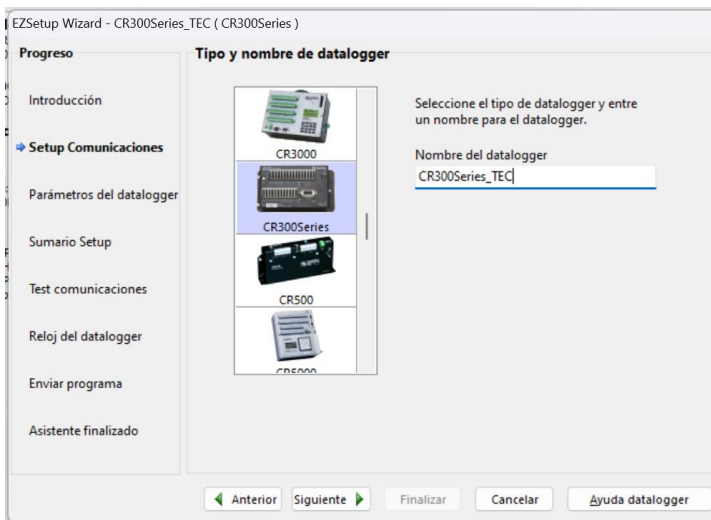 EZSetup Wizard - CR300Series_TEC ( CR300Series )
Progreso
Introducción
Setup Comunicaciones
Parámetros del datalogger
Sumario Setup
Test comunicaciones
Reloj del datalogger
Enviar programa
Asistente finalizado
Tipo y nombre de datalogger
CR3000
CR300Series
CR500
CR5000
Seleccione el tipo de datalogger y entre
un nombre para el datalogger.
Nombre del datalogger
CR300Series_TEC
Anterior
Siguiente
Finalizar
Cancelar
Ayuda datalogger